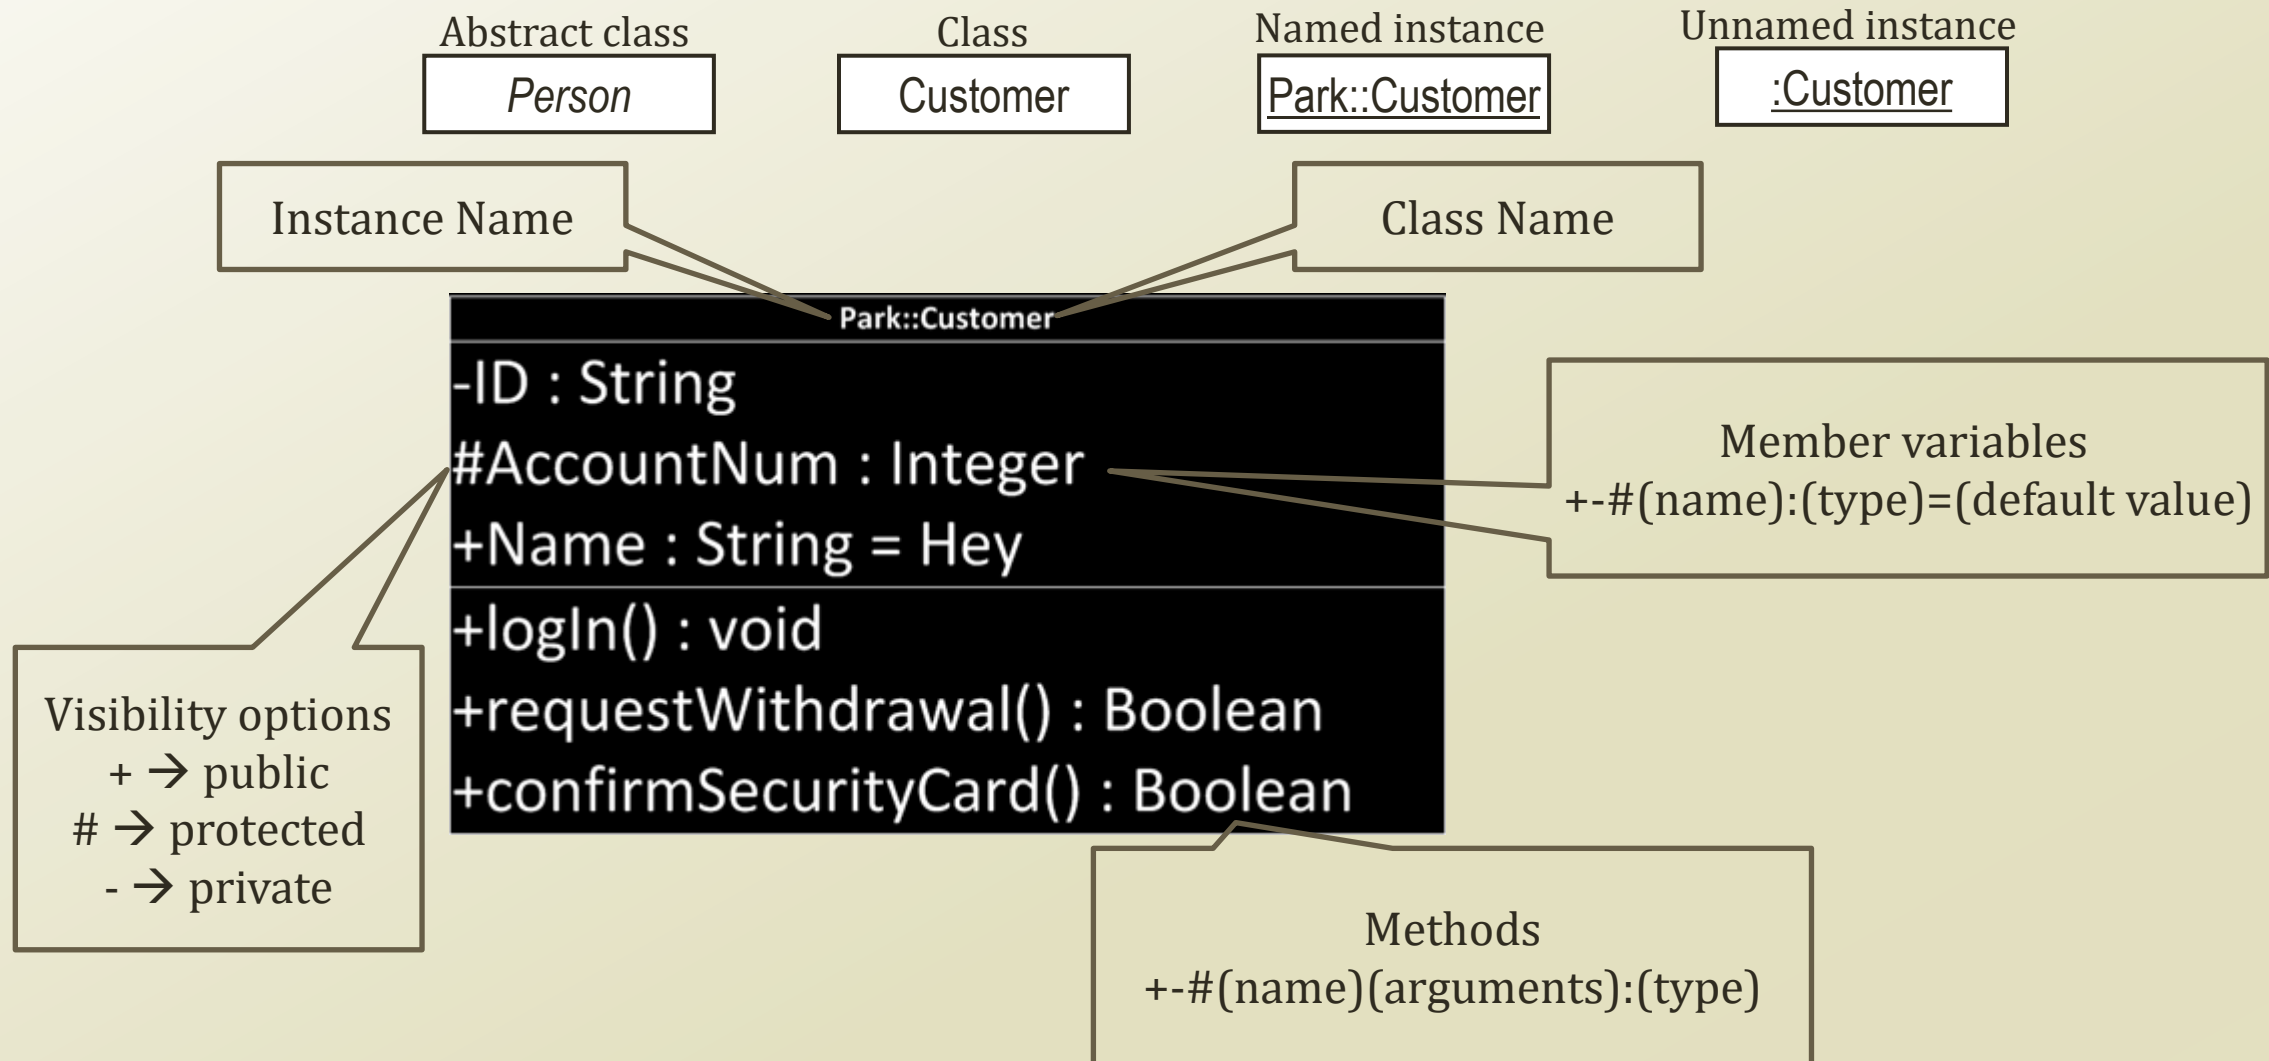 Abstract class
Class
Named instance
Unnamed instance
Person
Customer
Park::Customer
:Customer
Instance Name
Class Name
Park::Customer
-ID : String
#AccountNum : Integer
+Name : String = Hey
+logIn() : void
+requestWithdrawal() : Boolean
+confirmSecurityCard() : Boolean
Member variables
+-#(name):(type)=(default value)
Visibility options
+ → public
# → protected
- → private
Methods
+-#(name)(arguments):(type)